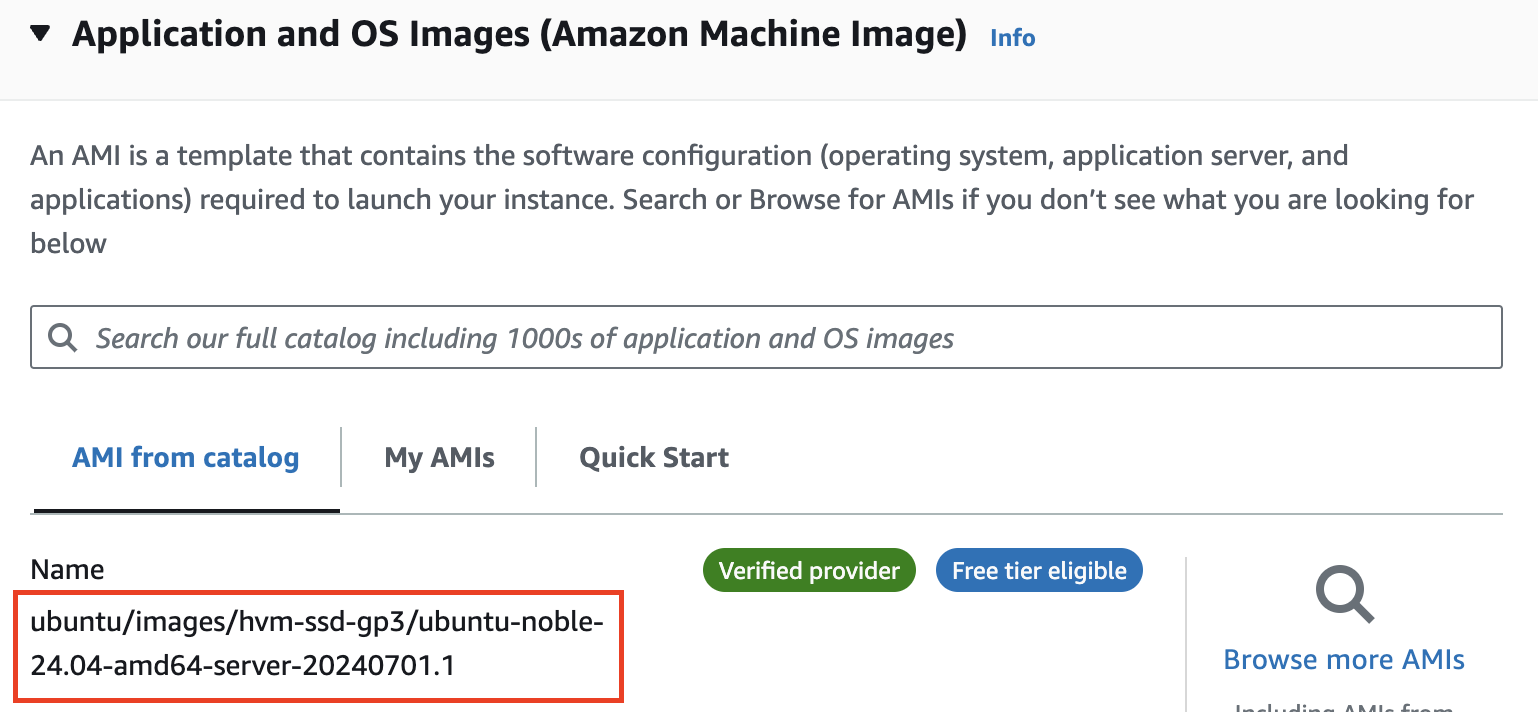 Application and OS Images (Amazon Machine Image) Info
An AMI is a template that contains the software configuration (operating system, application server, and
applications) required to launch your instance. Search or Browse for AMIs if you don’t see what you are looking for
below
Search our full catalog including 1000s of application and OS images
AMI from catalog
My AMIs
Quick Start
Name
Verified provider
Free tier eligible
ubuntu/images/hvm-ssd-gp3/ubuntu-noble-
24.04-amd64-server-20240701.1
Browse more AMIs
Including AMIs from